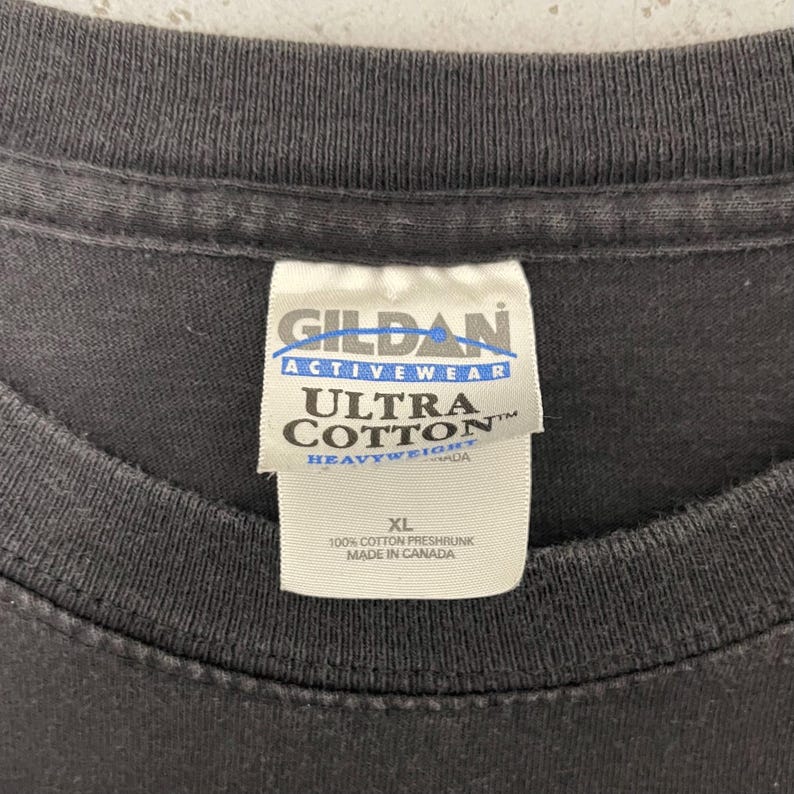 GILDAN
ACTIVEWEAR
ULTRA
COTTON™
HEAVYWEIGHT
XL
100% COTTON PRESHRUNK
MADE IN CANADA